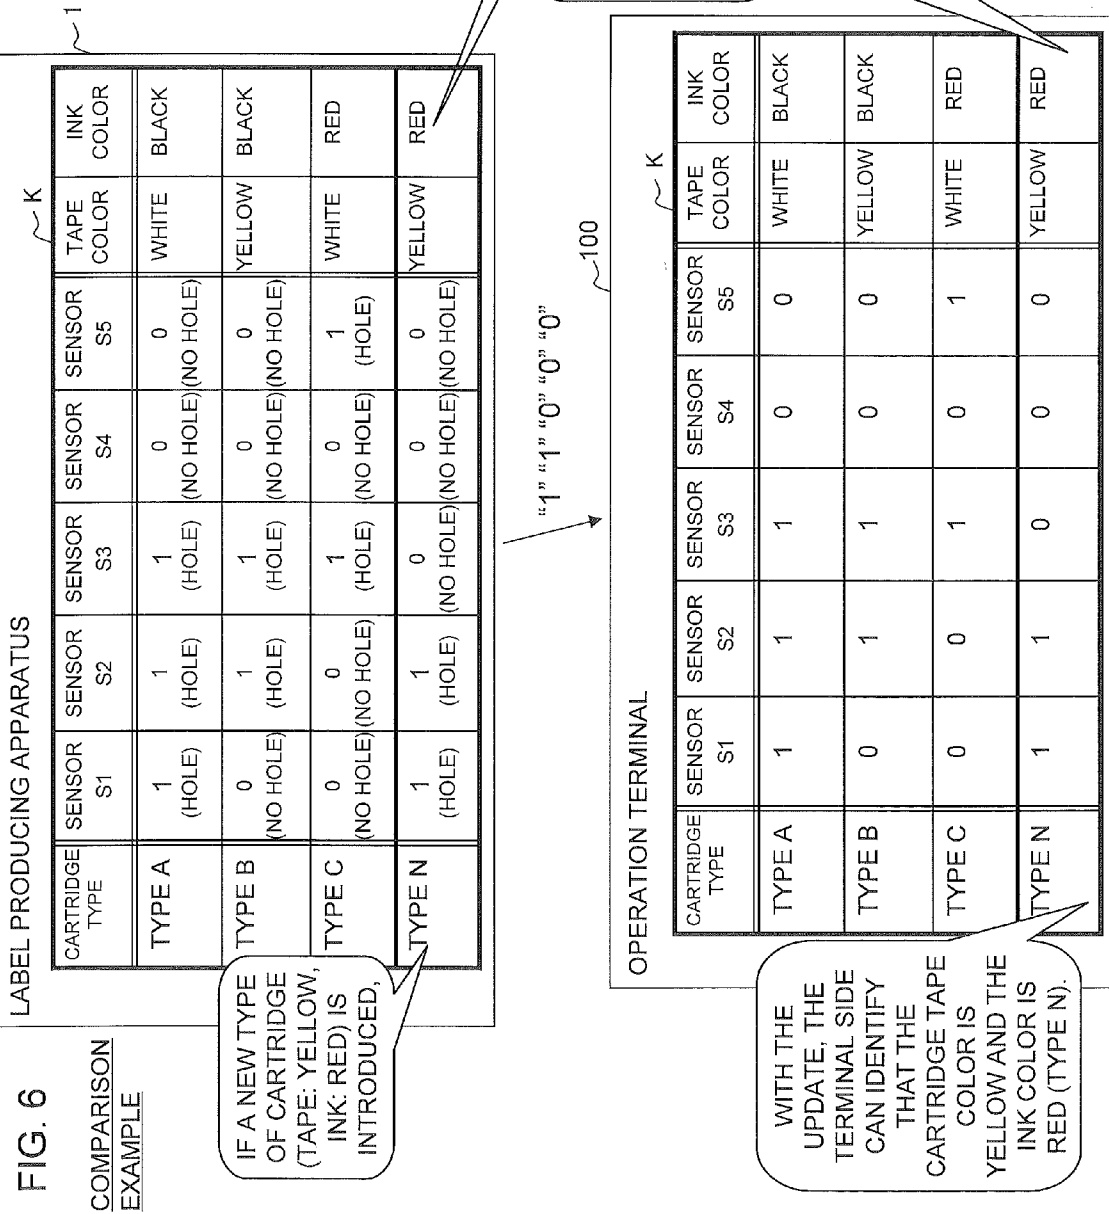 FIG. 6
COMPARISON
EXAMPLE
LABEL PRODUCING APPARATUS
1
K
CARTRIDGE TYPE SENSOR S1 SENSOR S2 SENSOR S3 SENSOR S4 SENSOR S5 TAPE COLOR INK COLOR
TYPE A 1 (HOLE) 1 (HOLE) 1 (HOLE) 0 (NO HOLE) 0 (NO HOLE) WHITE BLACK
TYPE B 0 (NO HOLE) 1 (HOLE) 1 (HOLE) 0 (NO HOLE) 0 (NO HOLE) YELLOW BLACK
TYPE C 0 (NO HOLE) 0 (NO HOLE) 1 (HOLE) 0 (NO HOLE) 1 (HOLE) WHITE RED
TYPE N 1 (HOLE) 1 (HOLE) 0 (NO HOLE) 0 (NO HOLE) 0 (NO HOLE) YELLOW RED
IF A NEW TYPE
OF CARTRIDGE
(TAPE: YELLOW,
INK: RED) IS
INTRODUCED,
“1” “1” “0” “0” “0”
100
OPERATION TERMINAL
K
CARTRIDGE TYPE SENSOR S1 SENSOR S2 SENSOR S3 SENSOR S4 SENSOR S5 TAPE COLOR INK COLOR
TYPE A 1 1 1 0 0 WHITE BLACK
TYPE B 0 1 1 0 0 YELLOW BLACK
TYPE C 0 0 1 0 1 WHITE RED
TYPE N 1 1 0 0 0 YELLOW RED
WITH THE
UPDATE, THE
TERMINAL SIDE
CAN IDENTIFY
THAT THE
CARTRIDGE TAPE
COLOR IS
YELLOW AND THE
INK COLOR IS
RED (TYPE N).